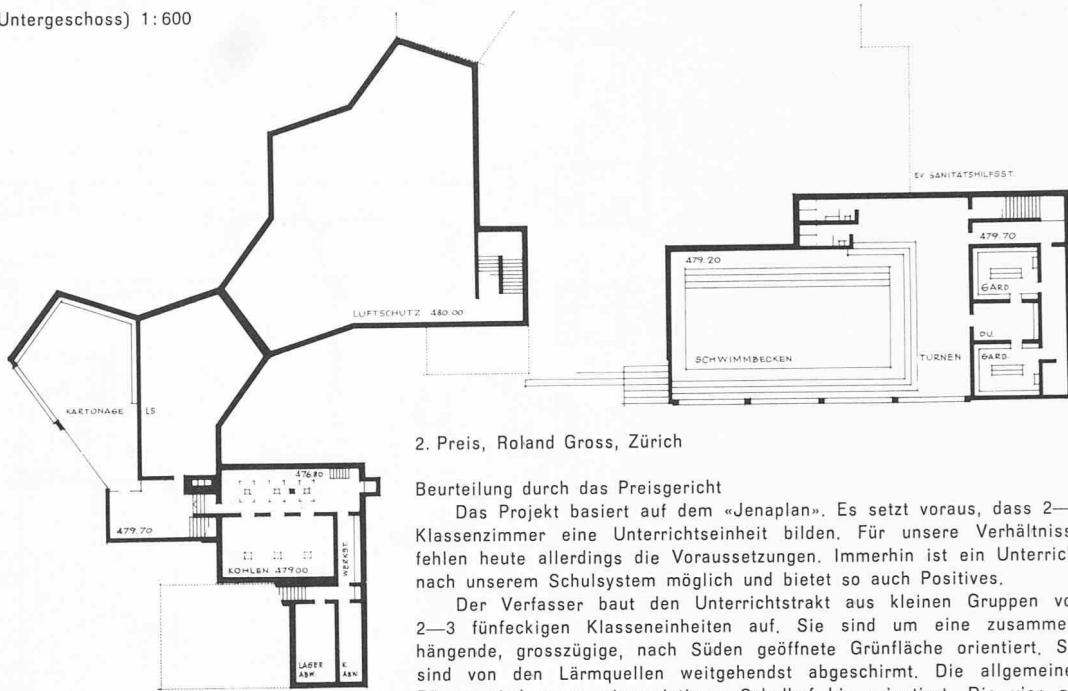 Untergeschoss) 1:600
EV SANITÄTSHILFSST.
479.70
479.20
GARD.
LUFTSCHUTZ 480.00
DU.
SCHWIMMBECKEN
TURNEN
GARD.
KARTONAGE
LS
2. Preis, Roland Gross, Zürich
476.80
Beurteilung durch das Preisgericht
479.70
Das Projekt basiert auf dem «Jenaplan». Es setzt voraus, dass 2—
Klassenzimmer eine Unterrichtseinheit bilden. Für unsere Verhältniss
KOHLEN 479.00
WERKST.
fehlen heute allerdings die Voraussetzungen. Immerhin ist ein Unterric
nach unserem Schulsystem möglich und bietet so auch Positives.
Der Verfasser baut den Unterrichtstrakt aus kleinen Gruppen vo
2—3 fünfeckigen Klasseneinheiten auf. Sie sind um eine zusamme
hängende, grosszügige, nach Süden geöffnete Grünfläche orientiert. S
LAGER
ABW.
K.
ABW.
sind von den Lärmquellen weitgehendst abgeschirmt. Die allgemeine